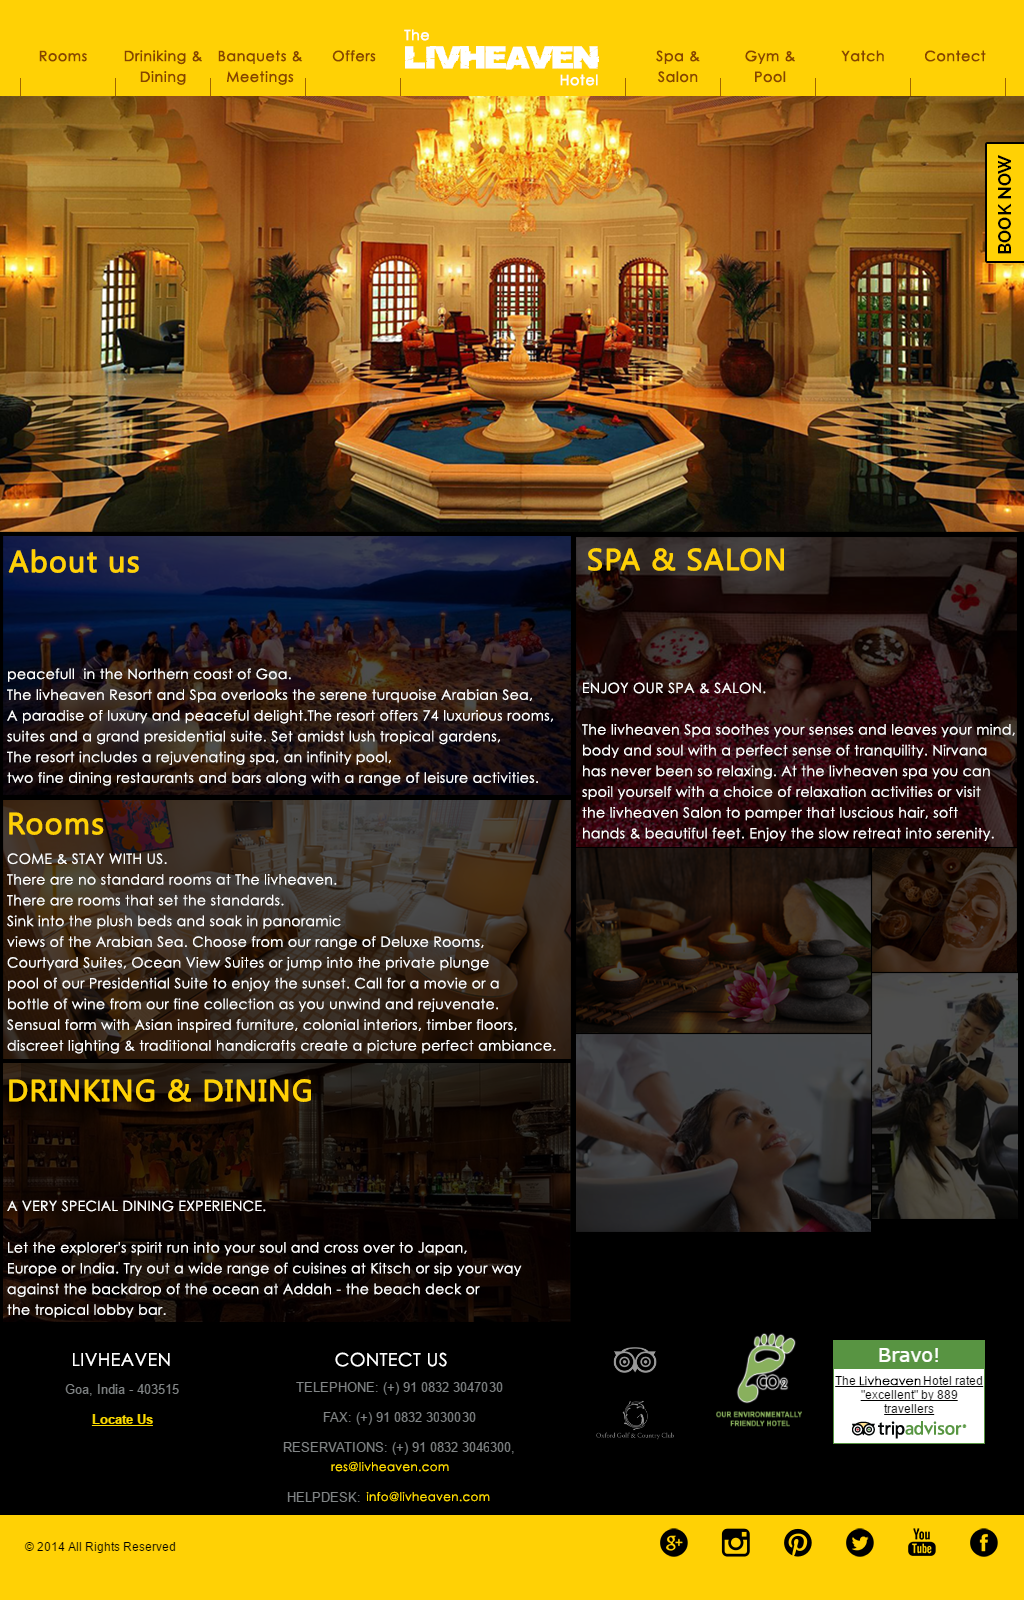 Rooms
Driniking &
Dining
Banquets &
Meetings
Offers
The
LIVHEAVEN
Hotel
Spa &
Salon
Gym &
Pool
Yatch
Contect
BOOK NOW
About us
peacefull  in the Northern coast of Goa.
The livheaven Resort and Spa overlooks the serene turquoise Arabian Sea,
A paradise of luxury and peaceful delight.The resort offers 74 luxurious rooms,
suites and a grand presidential suite. Set amidst lush tropical gardens,
The resort includes a rejuvenating spa, an infinity pool,
two fine dining restaurants and bars along with a range of leisure activities.
SPA & SALON
ENJOY OUR SPA & SALON.
The livheaven Spa soothes your senses and leaves your mind,
body and soul with a perfect sense of tranquillity. Nirvana
has never been so relaxing. At the livheaven spa you can
spoil yourself with a choice of relaxation activities or visit
the livheaven Salon to pamper that luscious hair, soft
hands & beautiful feet. Enjoy the slow retreat into serenity.
Rooms
COME & STAY WITH US.
There are no standard rooms at The livheaven.
There are rooms that set the standards.
Sink into the plush beds and soak in panoramic
views of the Arabian Sea. Choose from our range of Deluxe Rooms,
Courtyard Suites, Ocean View Suites or jump into the private plunge
pool of our Presidential Suite to enjoy the sunset. Call for a movie or a
bottle of wine from our fine collection as you unwind and rejuvenate.
Sensual form with Asian inspired furniture, colonial interiors, timber floors,
discreet lighting & traditional handicrafts create a picture perfect ambiance.
DRINKING & DINING
A VERY SPECIAL DINING EXPERIENCE.
Let the explorer's spirit run into your soul and cross over to Japan,
Europe or India. Try out a wide range of cuisines at Kitsch or sip your way
against the backdrop of the ocean at Addah - the beach deck or
the tropical lobby bar.
LIVHEAVEN
Goa, India - 403515
Locate Us
CONTECT US
TELEPHONE: (+) 91 0832 3047030
FAX: (+) 91 0832 3030030
RESERVATIONS: (+) 91 0832 3046300,
res@livheaven.com
HELPDESK: info@livheaven.com
Oxford Golf & Country Club
CO2
OUR ENVIRONMENTALLY
FRIENDLY HOTEL
Bravo!
The Livheaven Hotel rated
"excellent" by 889
travellers
tripadvisor®
© 2014 All Rights Reserved
g+
You
Tube
f